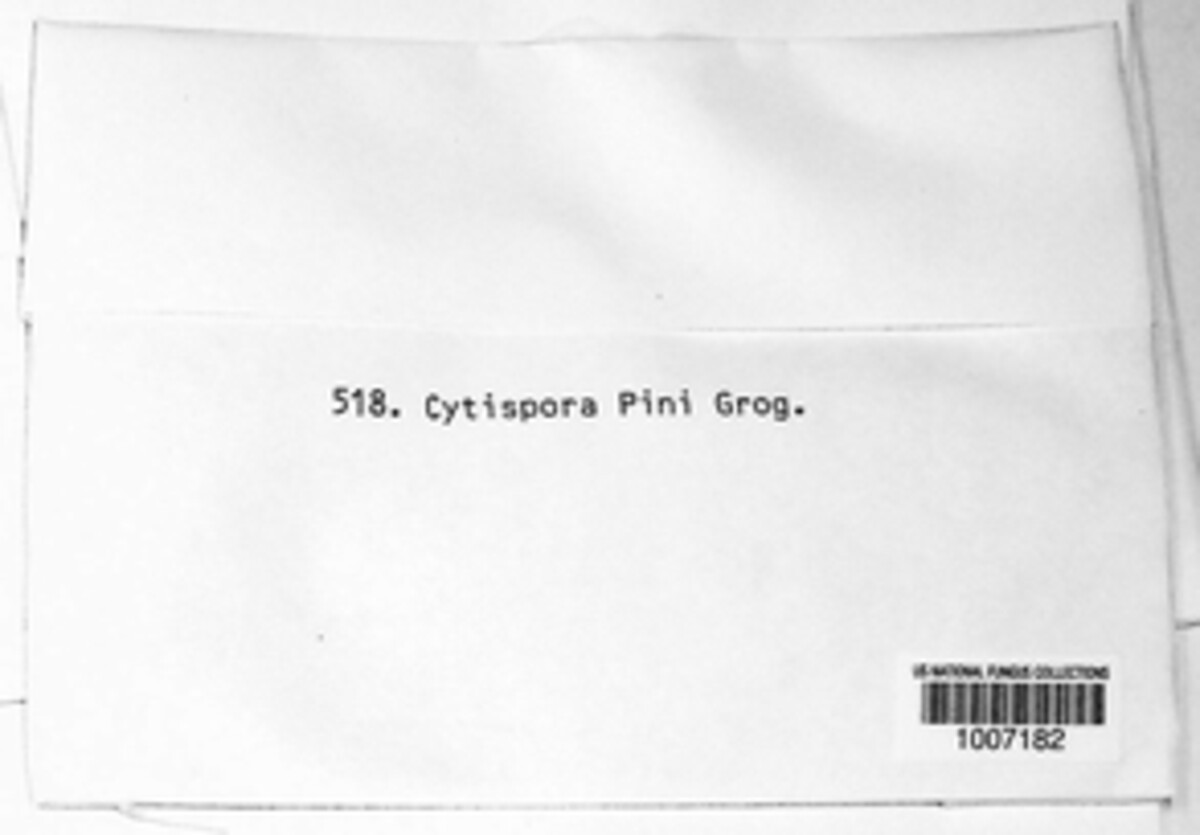 518. Cytispora Pini Grog.
US NATIONAL FUNGUS COLLECTIONS
1007182